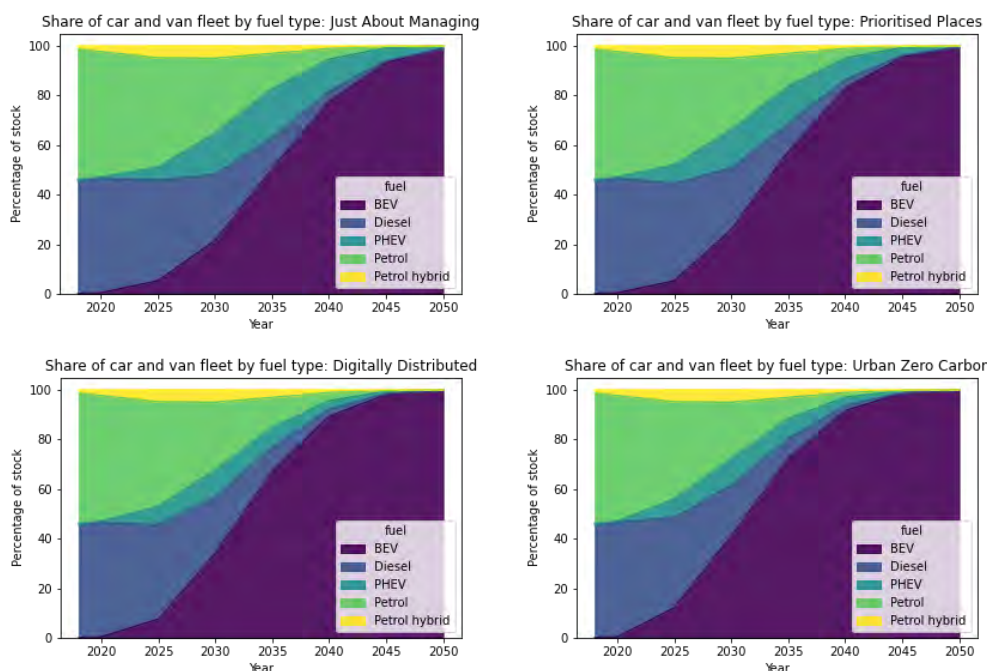 Share of car and van fleet by fuel type: Just About Managing
100
80
60
40
20
0
Percentage of stock
fuel
BEV
Diesel
PHEV
Petrol
Petrol hybrid
2020 2025 2030 2035 2040 2045 2050
Year
Share of car and van fleet by fuel type: Prioritised Places
100
80
60
40
20
0
Percentage of stock
fuel
BEV
Diesel
PHEV
Petrol
Petrol hybrid
2020 2025 2030 2035 2040 2045 2050
Year
Share of car and van fleet by fuel type: Digitally Distributed
100
80
60
40
20
0
Percentage of stock
fuel
BEV
Diesel
PHEV
Petrol
Petrol hybrid
2020 2025 2030 2035 2040 2045 2050
Year
Share of car and van fleet by fuel type: Urban Zero Carbon
100
80
60
40
20
0
Percentage of stock
fuel
BEV
Diesel
PHEV
Petrol
Petrol hybrid
2020 2025 2030 2035 2040 2045 2050
Year